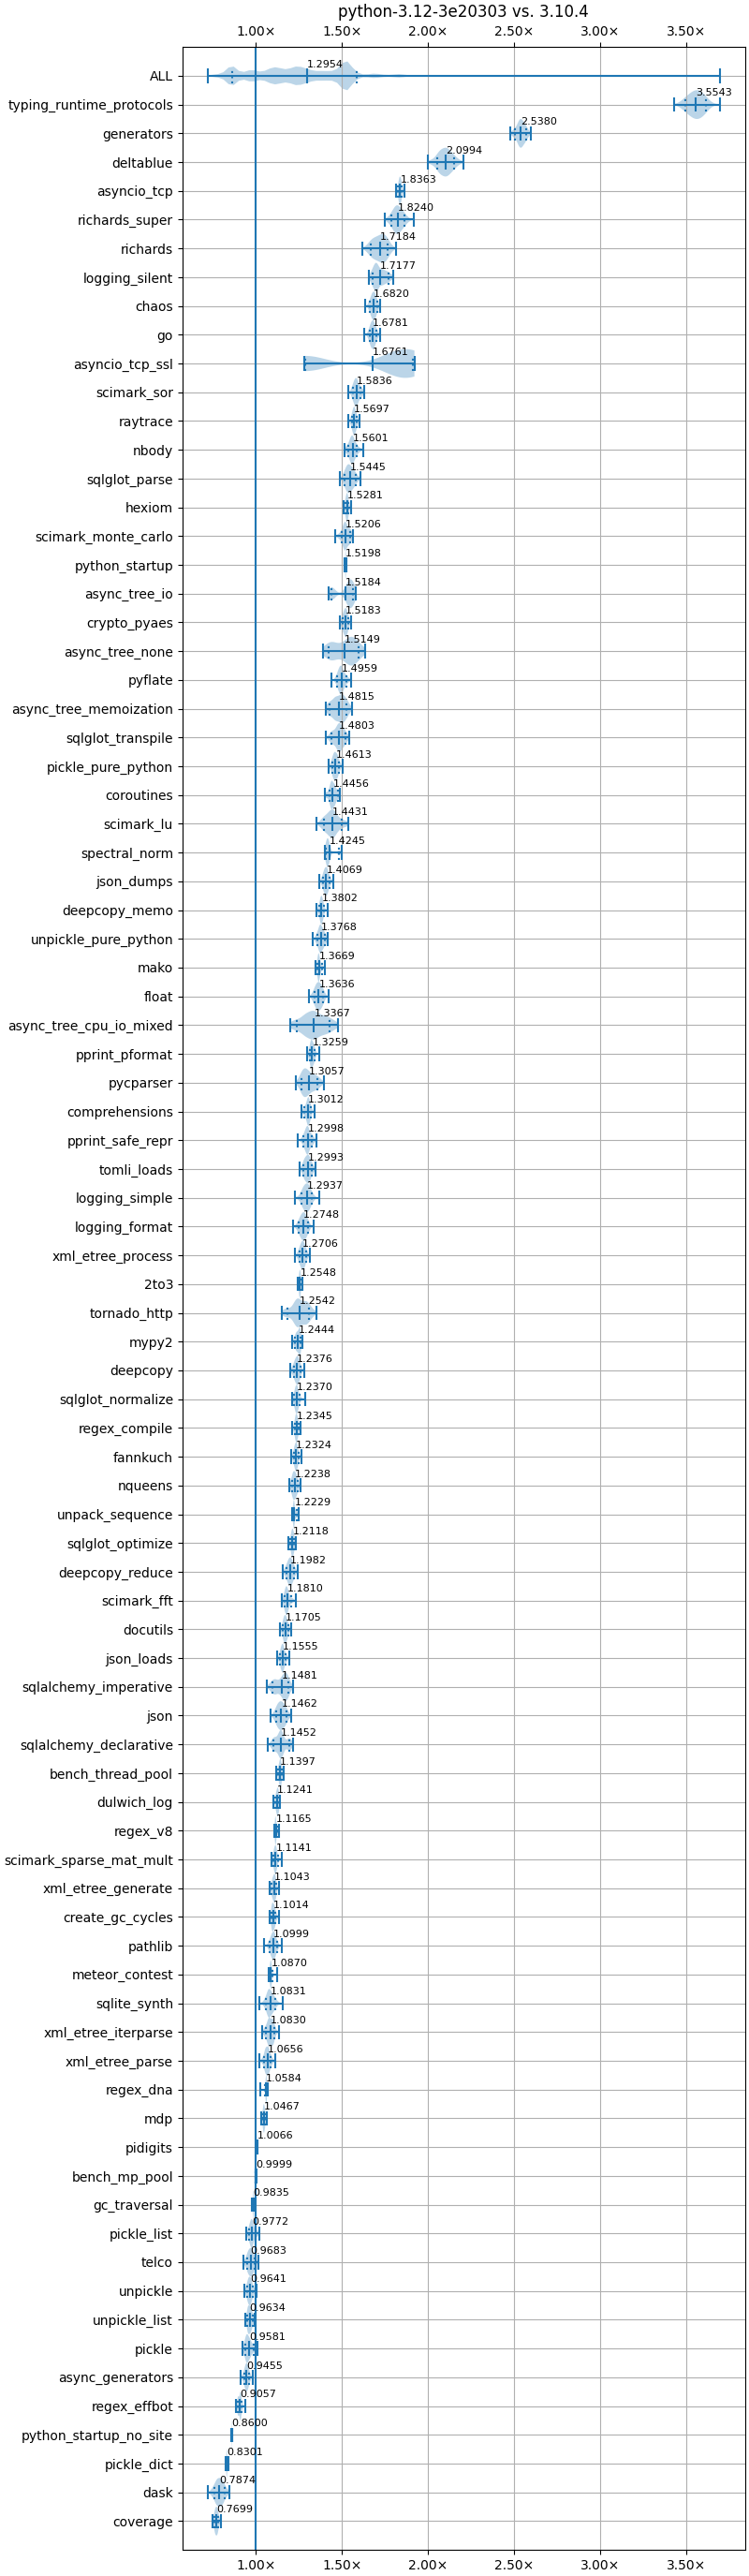 python-3.12-3e20303 vs. 3.10.4
1.00× 1.50× 2.00× 2.50× 3.00× 3.50×
ALL 1.2954
typing_runtime_protocols 3.5543
generators 2.5380
deltablue 2.0994
asyncio_tcp 1.8363
richards_super 1.8240
richards 1.7184
logging_silent 1.7177
chaos 1.6820
go 1.6781
asyncio_tcp_ssl 1.6761
scimark_sor 1.5836
raytrace 1.5697
nbody 1.5601
sqlglot_parse 1.5445
hexiom 1.5281
scimark_monte_carlo 1.5206
python_startup 1.5198
async_tree_io 1.5184
crypto_pyaes 1.5183
async_tree_none 1.5149
pyflate 1.4959
async_tree_memoization 1.4815
sqlglot_transpile 1.4803
pickle_pure_python 1.4613
coroutines 1.4456
scimark_lu 1.4431
spectral_norm 1.4245
json_dumps 1.4069
deepcopy_memo 1.3802
unpickle_pure_python 1.3768
mako 1.3669
float 1.3636
async_tree_cpu_io_mixed 1.3367
pprint_pformat 1.3259
pycparser 1.3057
comprehensions 1.3012
pprint_safe_repr 1.2998
tomli_loads 1.2993
logging_simple 1.2937
logging_format 1.2748
xml_etree_process 1.2706
2to3 1.2548
tornado_http 1.2542
mypy2 1.2444
deepcopy 1.2376
sqlglot_normalize 1.2370
regex_compile 1.2345
fannkuch 1.2324
nqueens 1.2238
unpack_sequence 1.2229
sqlglot_optimize 1.2118
deepcopy_reduce 1.1982
scimark_fft 1.1810
docutils 1.1705
json_loads 1.1555
sqlalchemy_imperative 1.1481
json 1.1462
sqlalchemy_declarative 1.1452
bench_thread_pool 1.1397
dulwich_log 1.1241
regex_v8 1.1165
scimark_sparse_mat_mult 1.1141
xml_etree_generate 1.1043
create_gc_cycles 1.1014
pathlib 1.0999
meteor_contest 1.0870
sqlite_synth 1.0831
xml_etree_iterparse 1.0830
xml_etree_parse 1.0656
regex_dna 1.0584
mdp 1.0467
pidigits 1.0066
bench_mp_pool 0.9999
gc_traversal 0.9835
pickle_list 0.9772
telco 0.9683
unpickle 0.9641
unpickle_list 0.9634
pickle 0.9581
async_generators 0.9455
regex_effbot 0.9057
python_startup_no_site 0.8600
pickle_dict 0.8301
dask 0.7874
coverage 0.7699
1.00× 1.50× 2.00× 2.50× 3.00× 3.50×